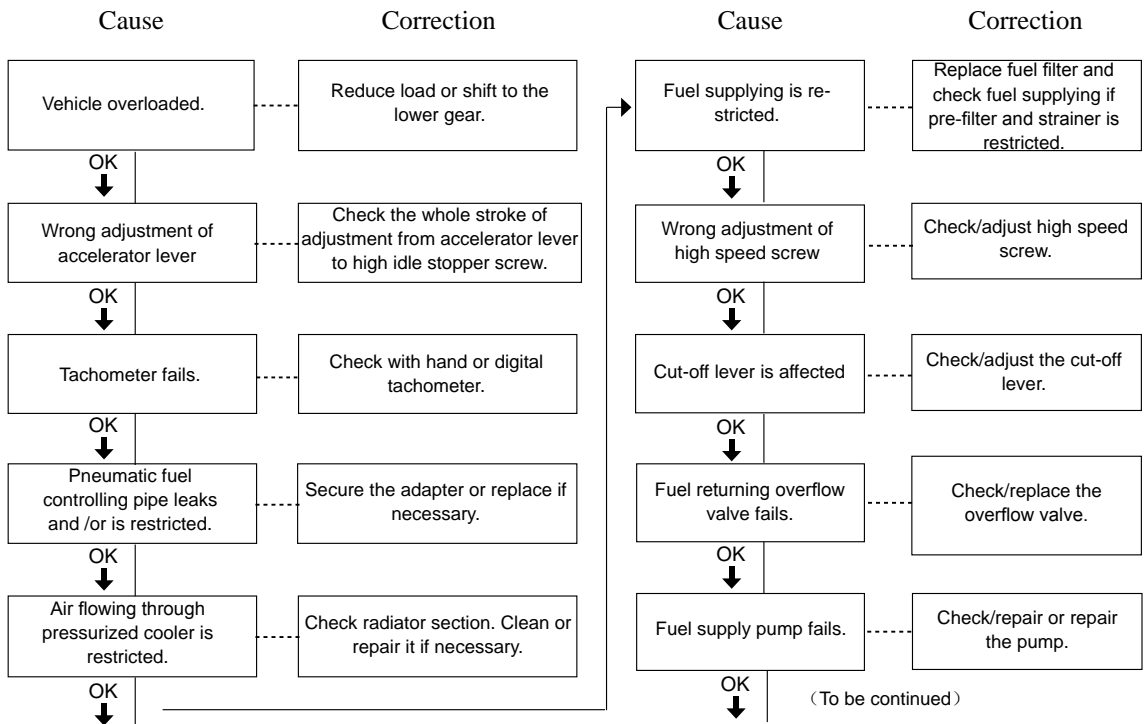 Cause
Correction
Vehicle overloaded.
Reduce load or shift to the
lower gear.
OK
Wrong adjustment of
accelerator lever
Check the whole stroke of
adjustment from accelerator lever
to high idle stopper screw.
OK
Tachometer fails.
Check with hand or digital
tachometer.
OK
Pneumatic fuel
controlling pipe leaks
and /or is restricted.
Secure the adapter or replace if
necessary.
OK
Air flowing through
pressurized cooler is
restricted.
Check radiator section. Clean or
repair it if necessary.
OK
Cause
Correction
Fuel supplying is re-
stricted.
Replace fuel filter and
check fuel supplying if
pre-filter and strainer is
restricted.
OK
Wrong adjustment of
high speed screw
Check/adjust high speed
screw.
OK
Cut-off lever is affected
Check/adjust the cut-off
lever.
OK
Fuel returning overflow
valve fails.
Check/replace the
overflow valve.
OK
Fuel supply pump fails.
Check/repair or repair
the pump.
OK
（To be continued）